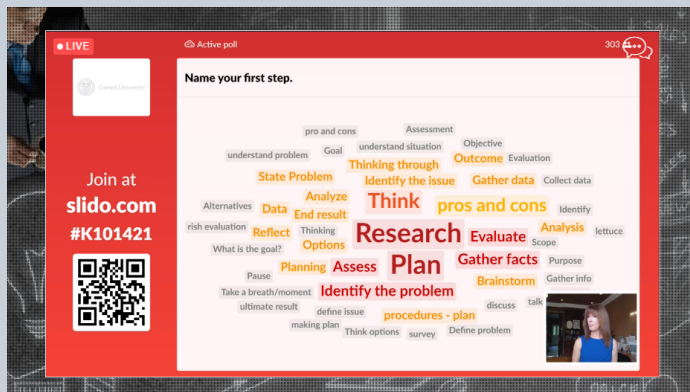 LIVE
Active poll
303
Cornell University
Name your first step.
Join at
slido.com
#K101421
pro and cons
Assessment
understand situation
Objective
understand problem
Goal
Thinking through
Outcome
Evaluation
State Problem
Identify the issue
Gather data
Collect data
Analyze
Think
pros and cons
Alternatives
Data
End result
Identify
rish evaluation
Reflect
Thinking
Research
Evaluate
Analysis
lettuce
What is the goal?
Options
Scope
Planning
Assess
Plan
Gather facts
Purpose
Pause
Brainstorm
Gather info
Take a breath/moment
Identify the problem
ultimate result
define issue
procedures - plan
discuss
talk
making plan
Think options
survey
Define problem